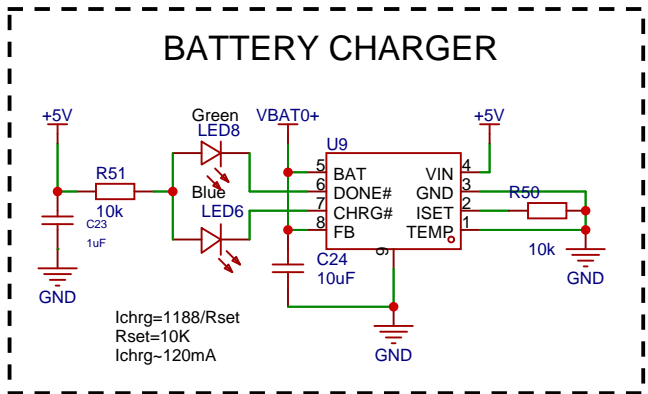 BATTERY CHARGER
+5V
Green
LED8
VBAT0+
+5V
U9
R51
10k
Blue
LED6
C23
1uF
GND
5
BAT
VIN
4
6
DONE#
GND
3
7
CHRG#
ISET
2
8
FB
TEMP
1
9
R50
10k
GND
C24
10uF
GND
Ichrg=1188/Rset
Rset=10K
Ichrg~120mA